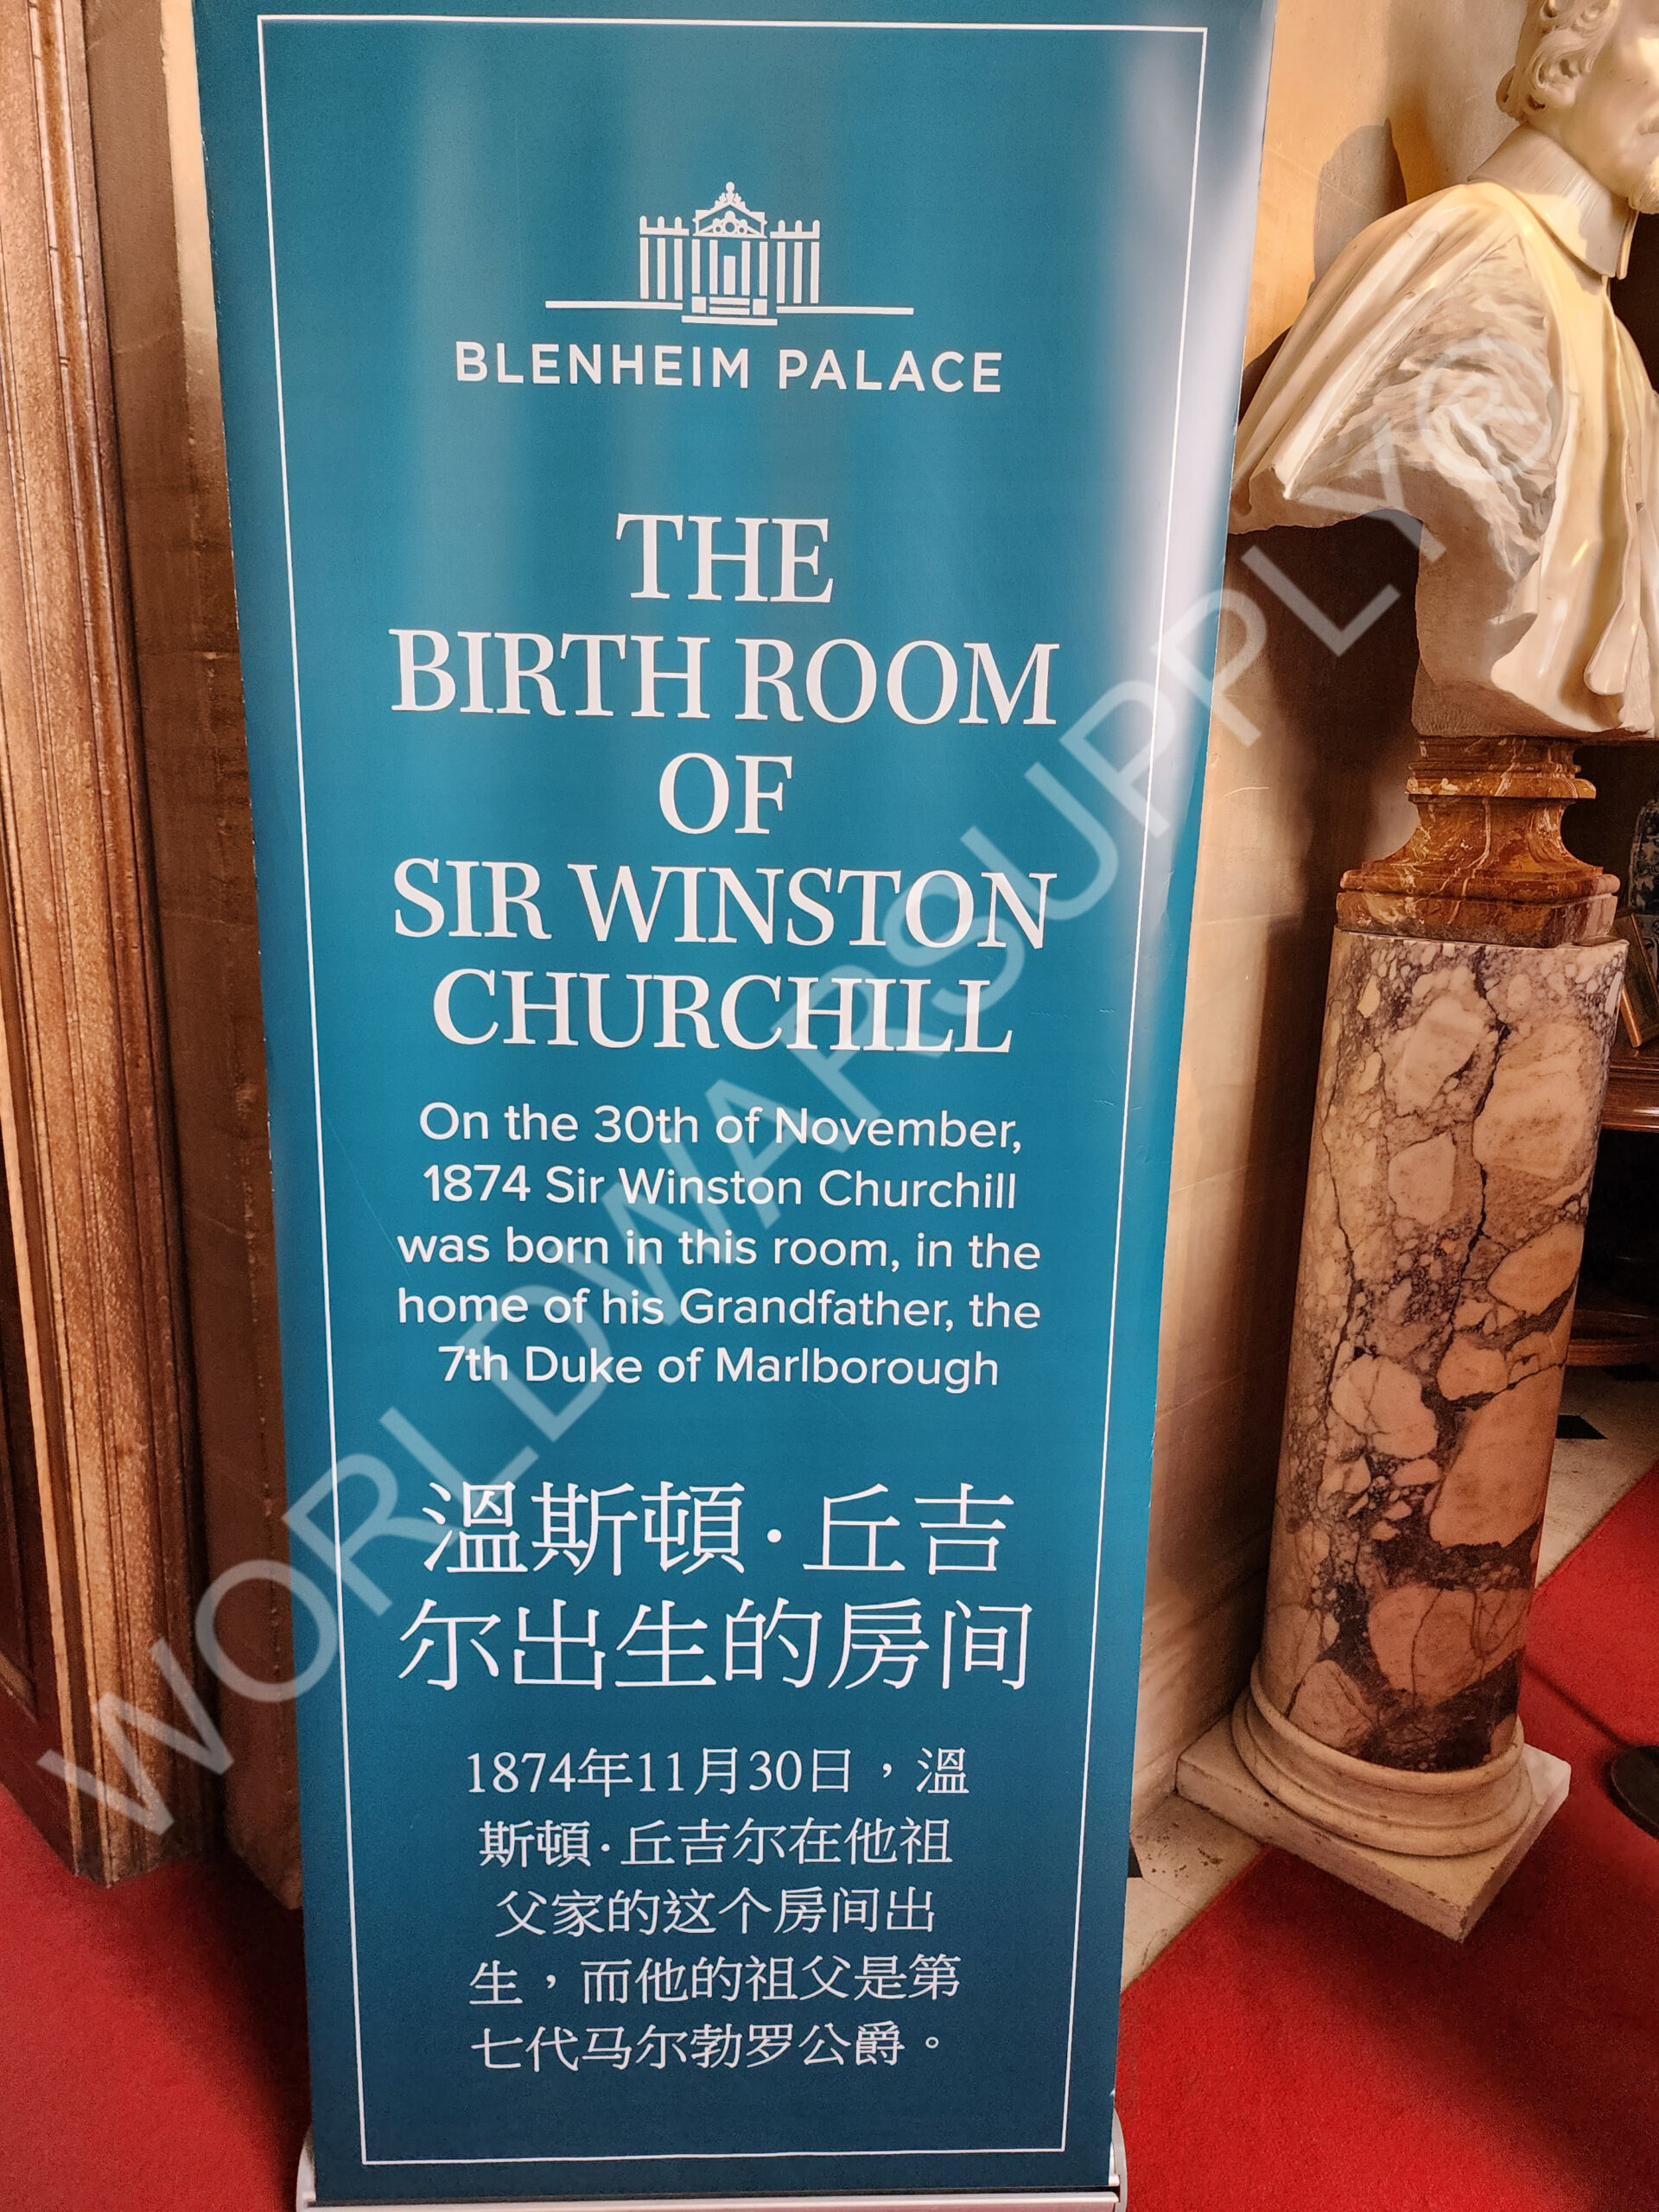 BLENHEIM PALACE
THE
BIRTH ROOM
OF
SIR WINSTON
CHURCHILL
On the 30th of November,
1874 Sir Winston Churchill
was born in this room, in the
home of his Grandfather, the
7th Duke of Marlborough
溫斯頓·丘吉
尔出生的房间
1874年11月30日，溫
斯頓·丘吉尔在他祖
父家的这个房间出
生，而他的祖父是第
七代马尔勃罗公爵。
WORLDWARSUPPLY®